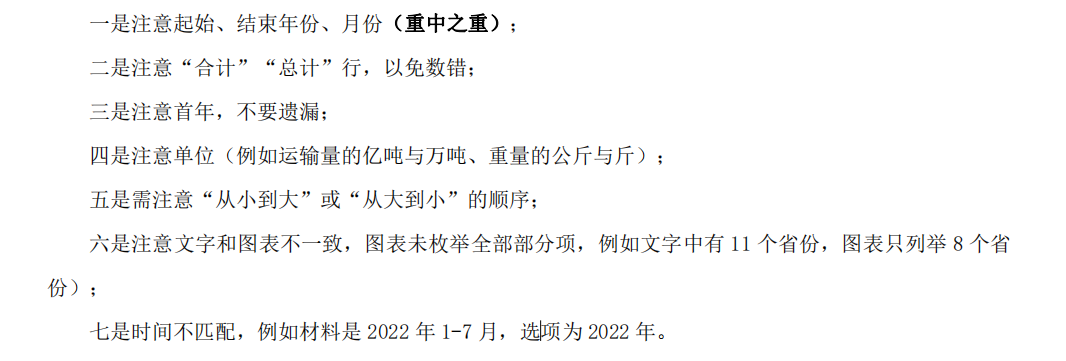 一是注意起始、结束年份、月份（重中之重）；
二是注意“合计”“总计”行，以免数错；
三是注意首年，不要遗漏；
四是注意单位（例如运输量的亿吨与万吨、重量的公斤与斤）；
五是需注意“从小到大”或“从大到小”的顺序；
六是注意文字和图表不一致，图表未枚举全部部分项，例如文字中有 11 个省份，图表只列举 8 个省
份）；
七是时间不匹配，例如材料是 2022 年 1-7 月，选项为 2022 年。